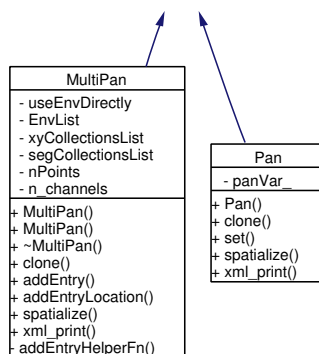 MultiPan
- useEnvDirectly
- EnvList
- xyCollectionsList
- segCollectionsList
- nPoints
- n_channels
+ MultiPan()
+ MultiPan()
+ ~MultiPan()
+ clone()
+ addEntry()
+ addEntryLocation()
+ spatialize()
+ xml_print()
- addEntryHelperFn()
Pan
- panVar_
+ Pan()
+ clone()
+ set()
+ spatialize()
+ xml_print()